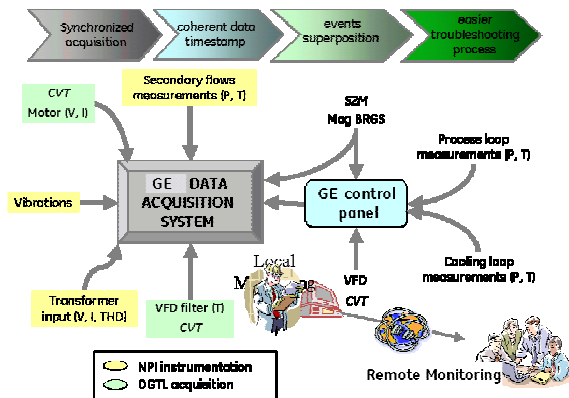 Synchronized
acquisition
coherent data
timestamp
events
superposition
easier
troubleshooting
process
CVT
Motor (V, I)
Secondary flows
measurements (P, T)
S2M
Mag BRGS
Process loop
measurements (P, T)
GE DATA
ACQUISITION
SYSTEM
GE control
panel
Vibrations
Cooling loop
measurements (P, T)
Transformer
input (V, I, THD)
VFD filter (T)
CVT
Local
VFD
CVT
Remote Monitoring
NPI instrumentation
OGTL acquisition